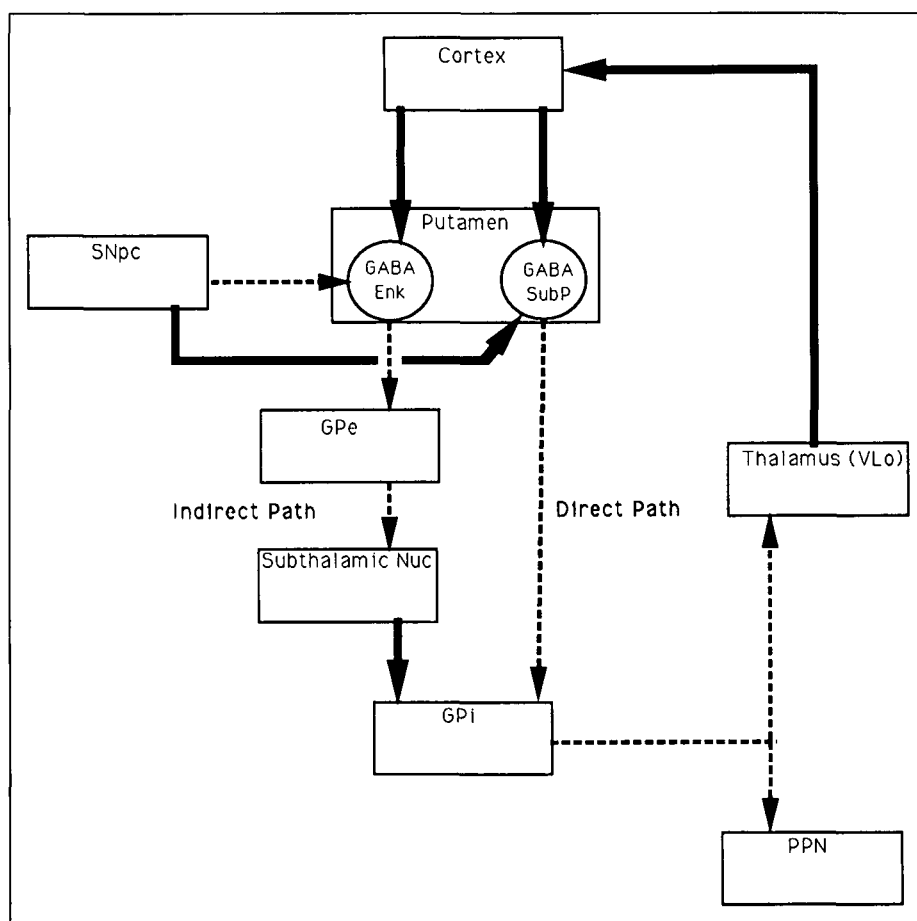 Cortex
Putamen
SNpc
GABA
Enk
GABA
SubP
GPe
Thalamus (VLo)
Indirect Path
Direct Path
Subthalamic Nuc
GPi
PPN